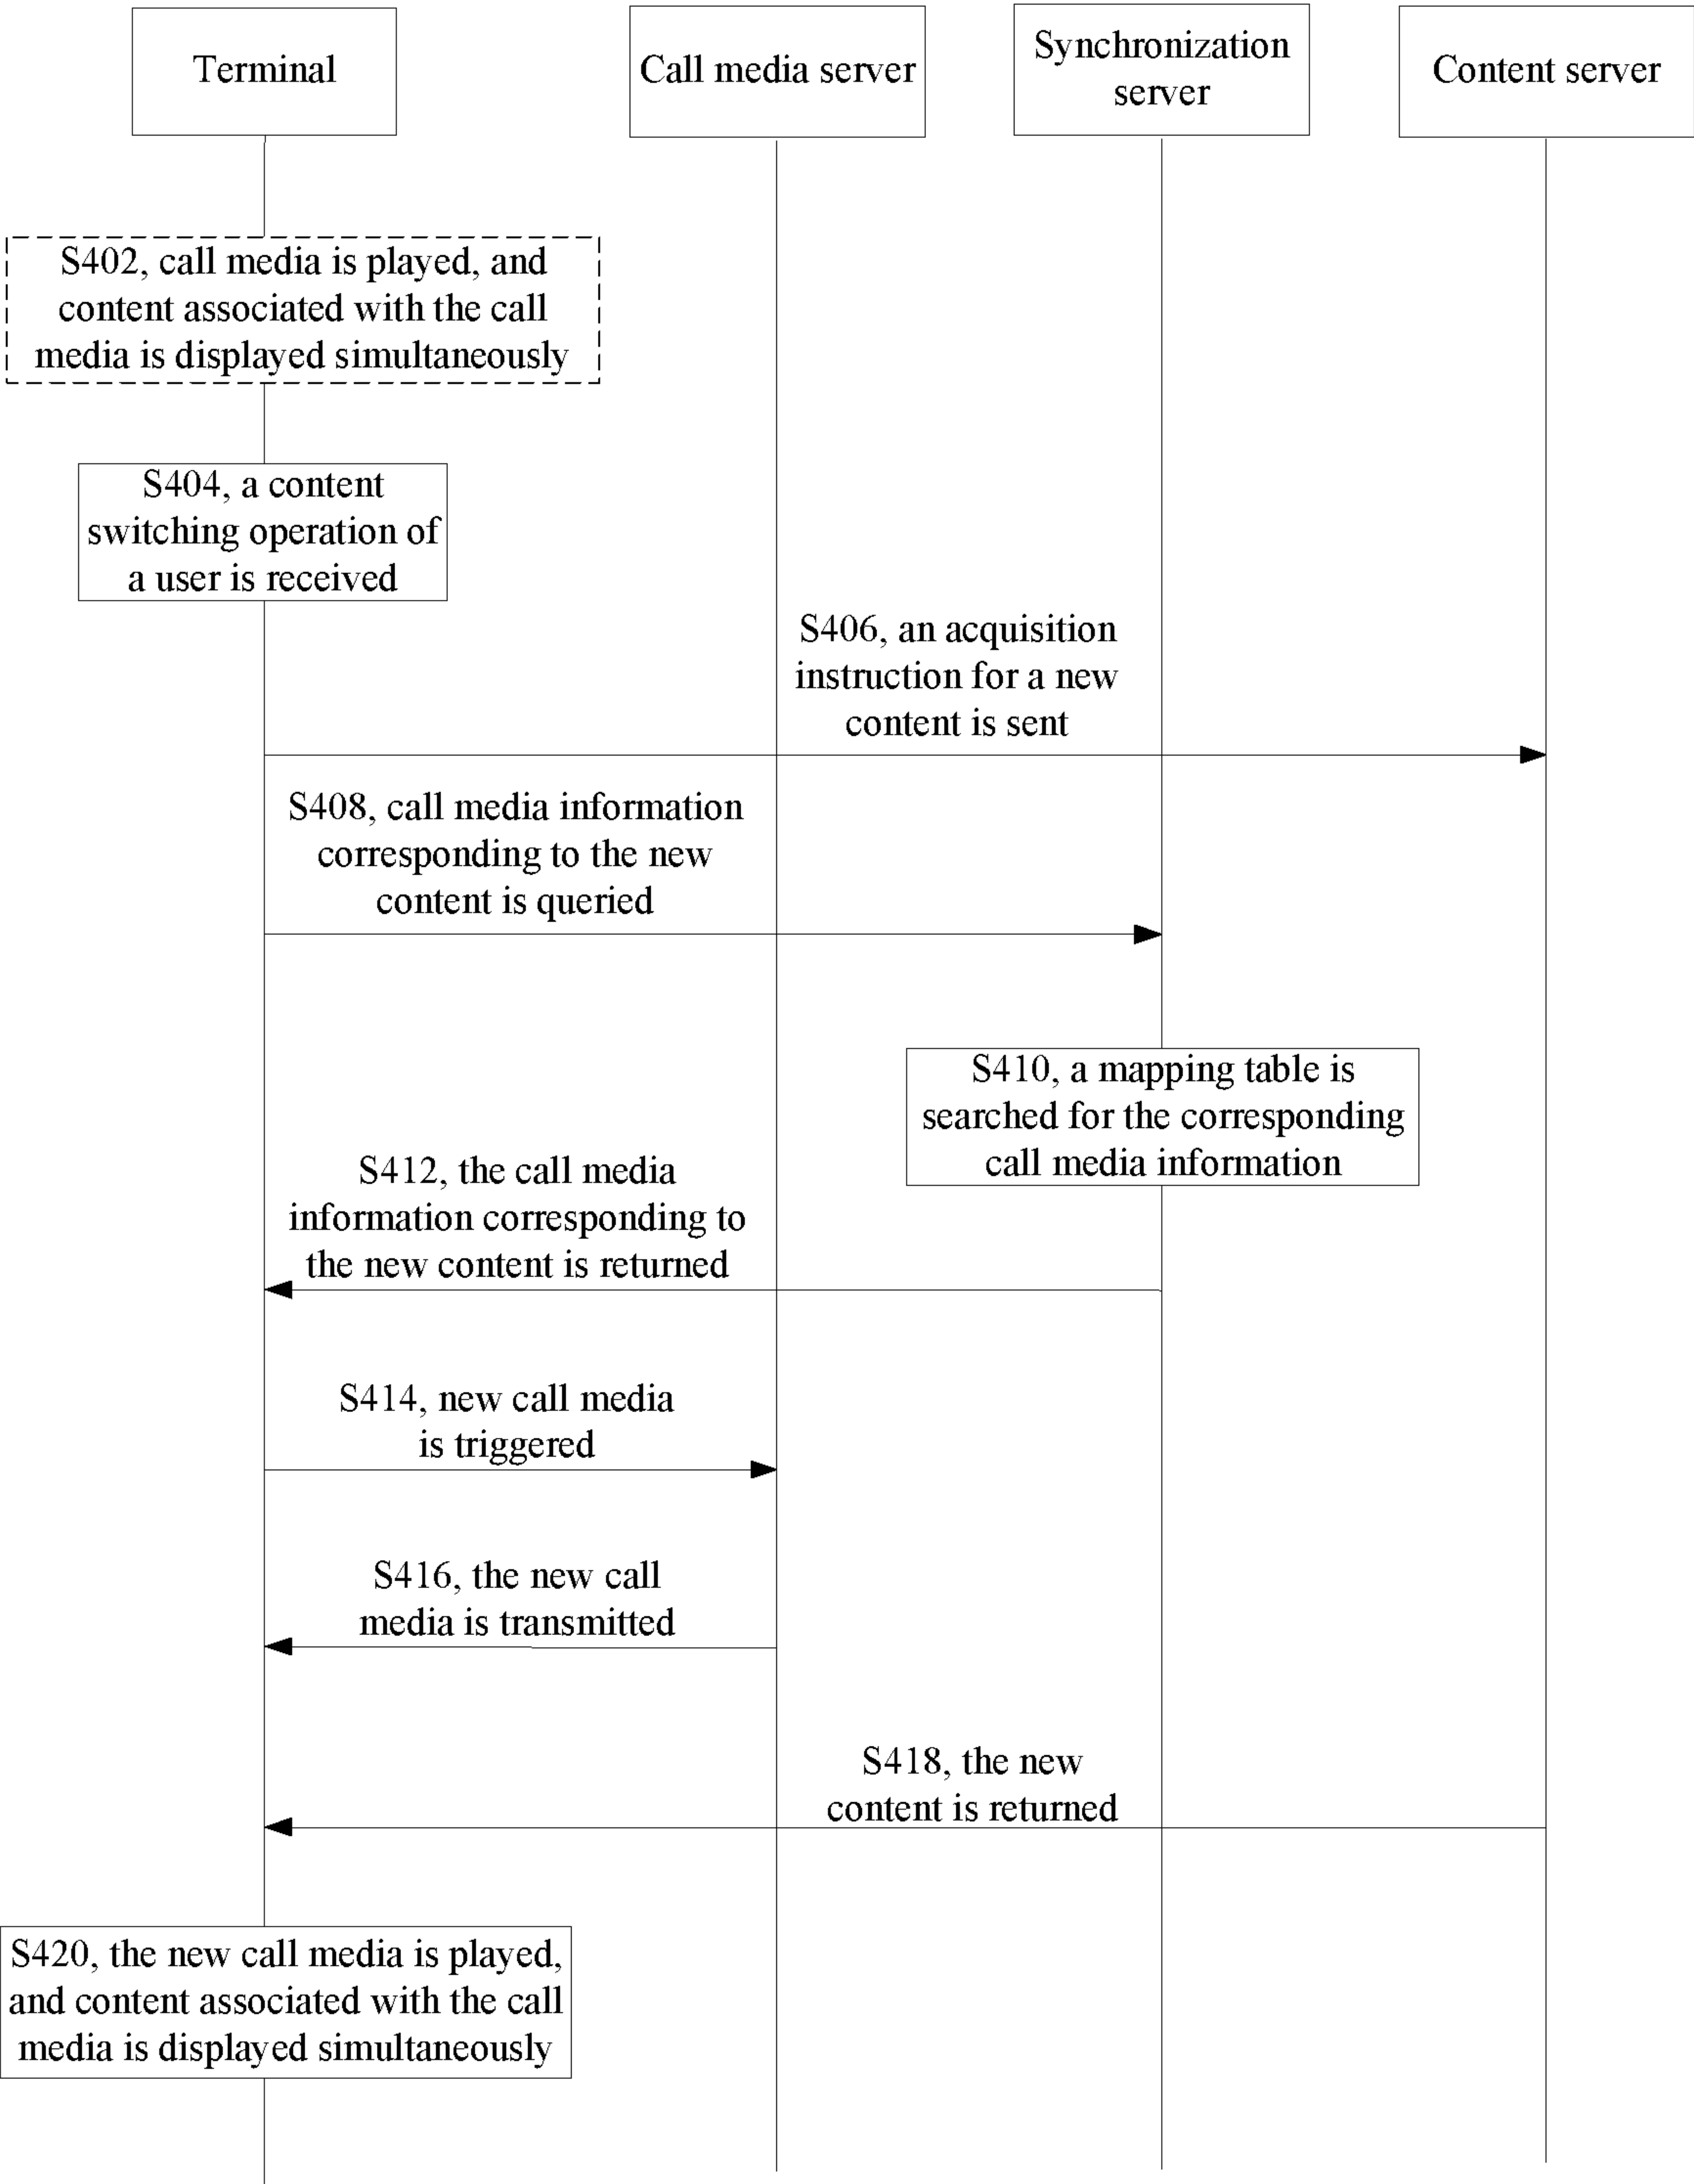 Terminal
Call media server
Synchronization
server
Content server
S402, call media is played, and
content associated with the call
media is displayed simultaneously
S404, a content
switching operation of
a user is received
S406, an acquisition
instruction for a new
content is sent
S408, call media information
corresponding to the new
content is queried
S410, a mapping table is
searched for the corresponding
call media information
S412, the call media
information corresponding to
the new content is returned
S414, new call media
is triggered
S416, the new call
media is transmitted
S418, the new
content is returned
S420, the new call media is played,
and content associated with the call
media is displayed simultaneously